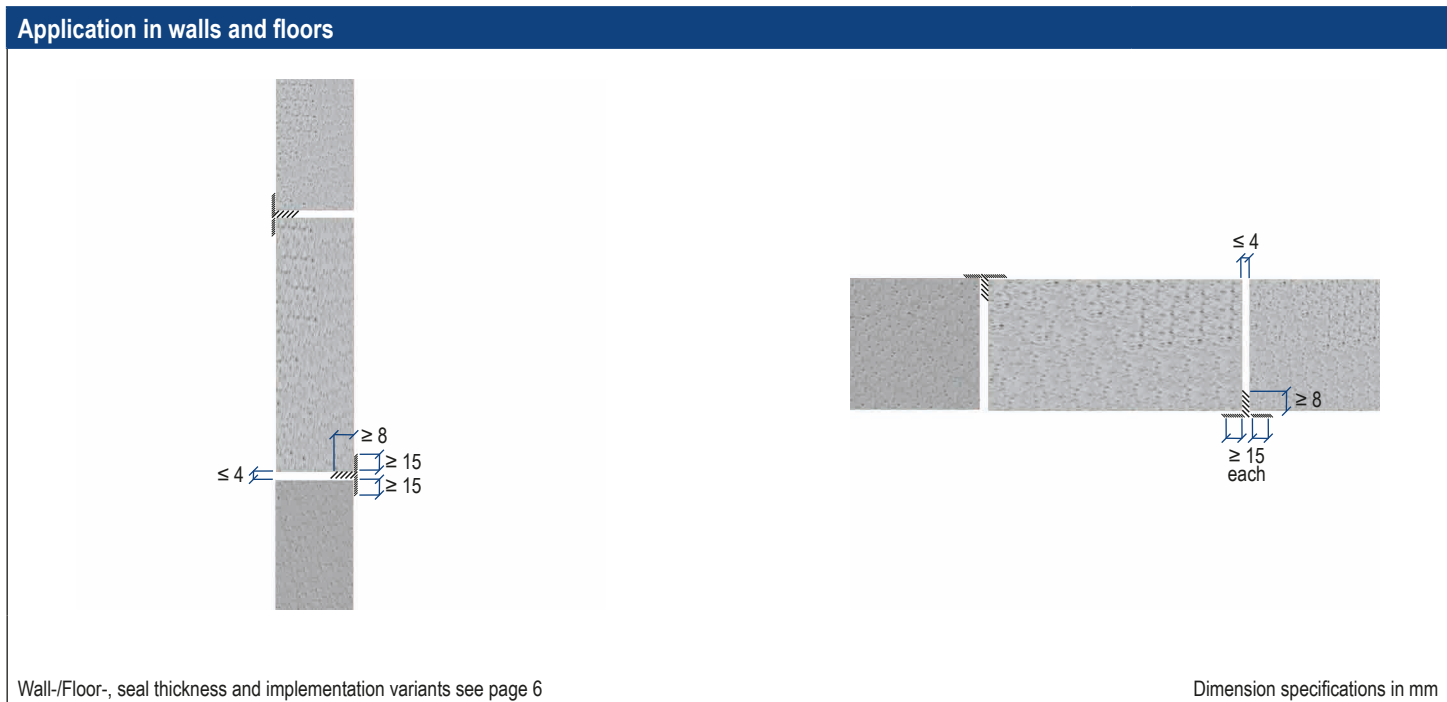 Application in walls and floors
≥ 8
≥ 15
≤ 4
≥ 15
≤ 4
≥ 8
≥ 15
each
Wall-/Floor-, seal thickness and implementation variants see page 6
Dimension specifications in mm